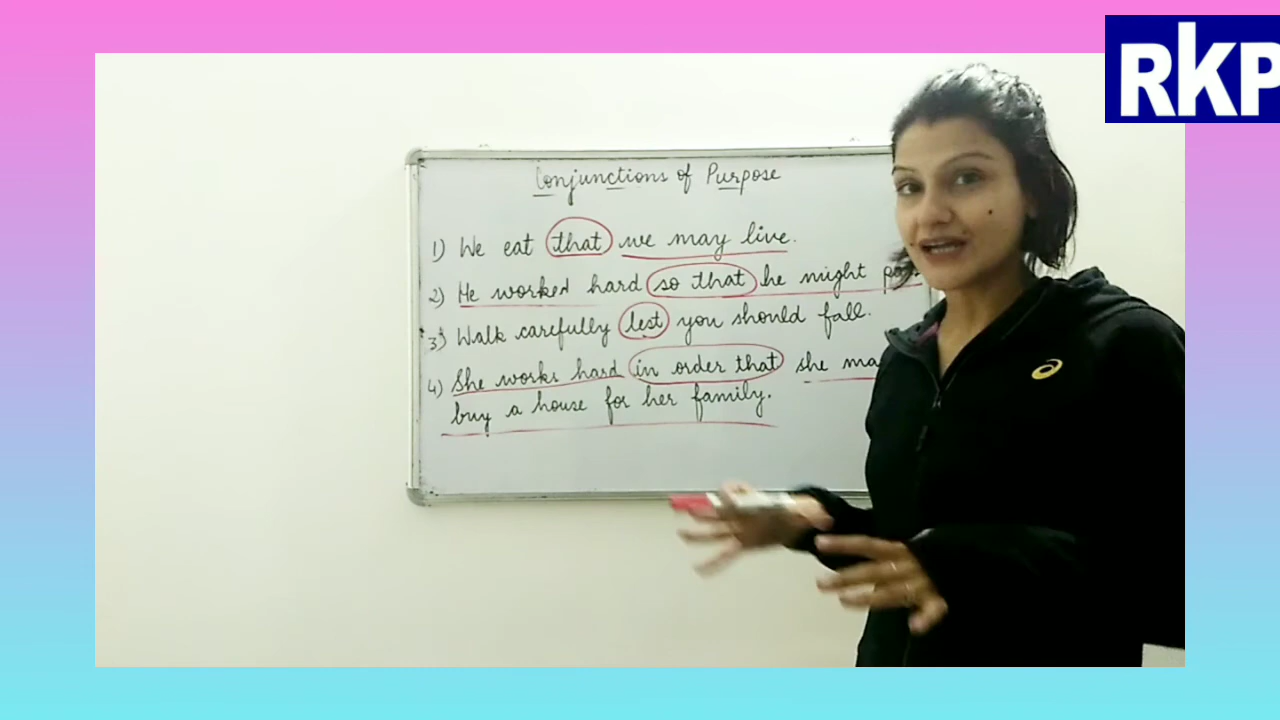 RKP
Conjunctions of Purpose
1) We eat that we may live.
2) He worked hard so that he might
3) Walk carefully lest you should fall.
4) She works hard in order that she
buy a house for her family.